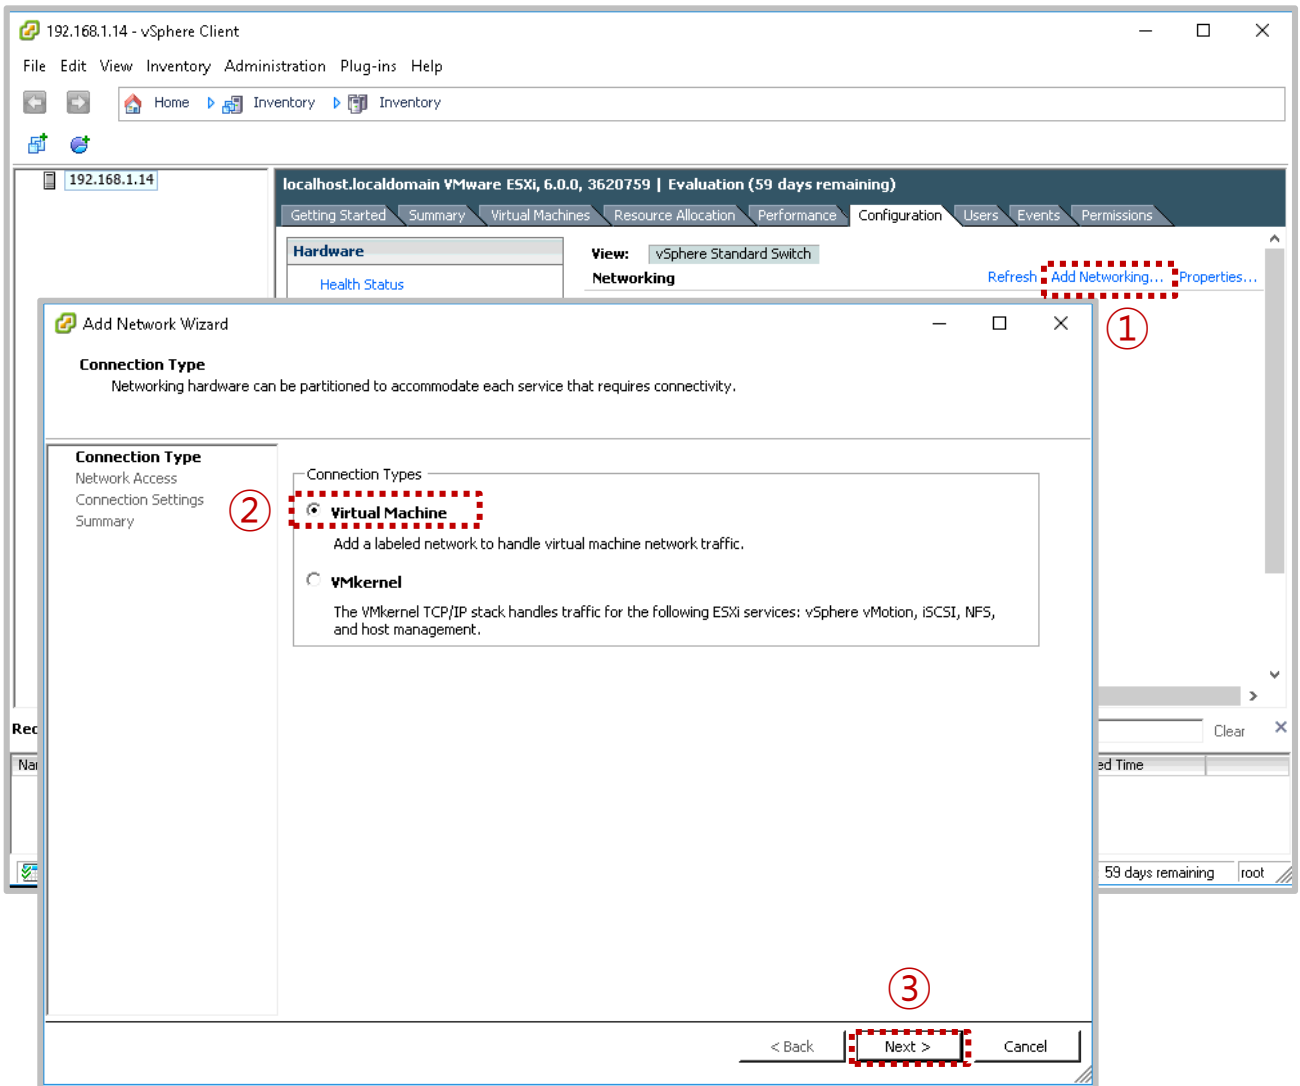 192.168.1.14 - vSphere Client
File Edit View Inventory Administration Plug-ins Help
Home Inventory Inventory
192.168.1.14
localhost.localdomain VMware ESXi, 6.0.0, 3620759 | Evaluation (59 days remaining)
Getting Started Summary Virtual Machines Resource Allocation Performance Configuration Users Events Permissions
Hardware
Health Status
View: vSphere Standard Switch
Networking
Refresh Add Networking... Properties...
①
Add Network Wizard
Connection Type
Networking hardware can be partitioned to accommodate each service that requires connectivity.
Connection Type
Network Access
Connection Settings
Summary
②
Connection Types
Virtual Machine
Add a labeled network to handle virtual machine network traffic.
VMkernel
The VMkernel TCP/IP stack handles traffic for the following ESXi services: vSphere vMotion, iSCSI, NFS,
and host management.
Clear
Time
59 days remaining root
③
< Back Next > Cancel